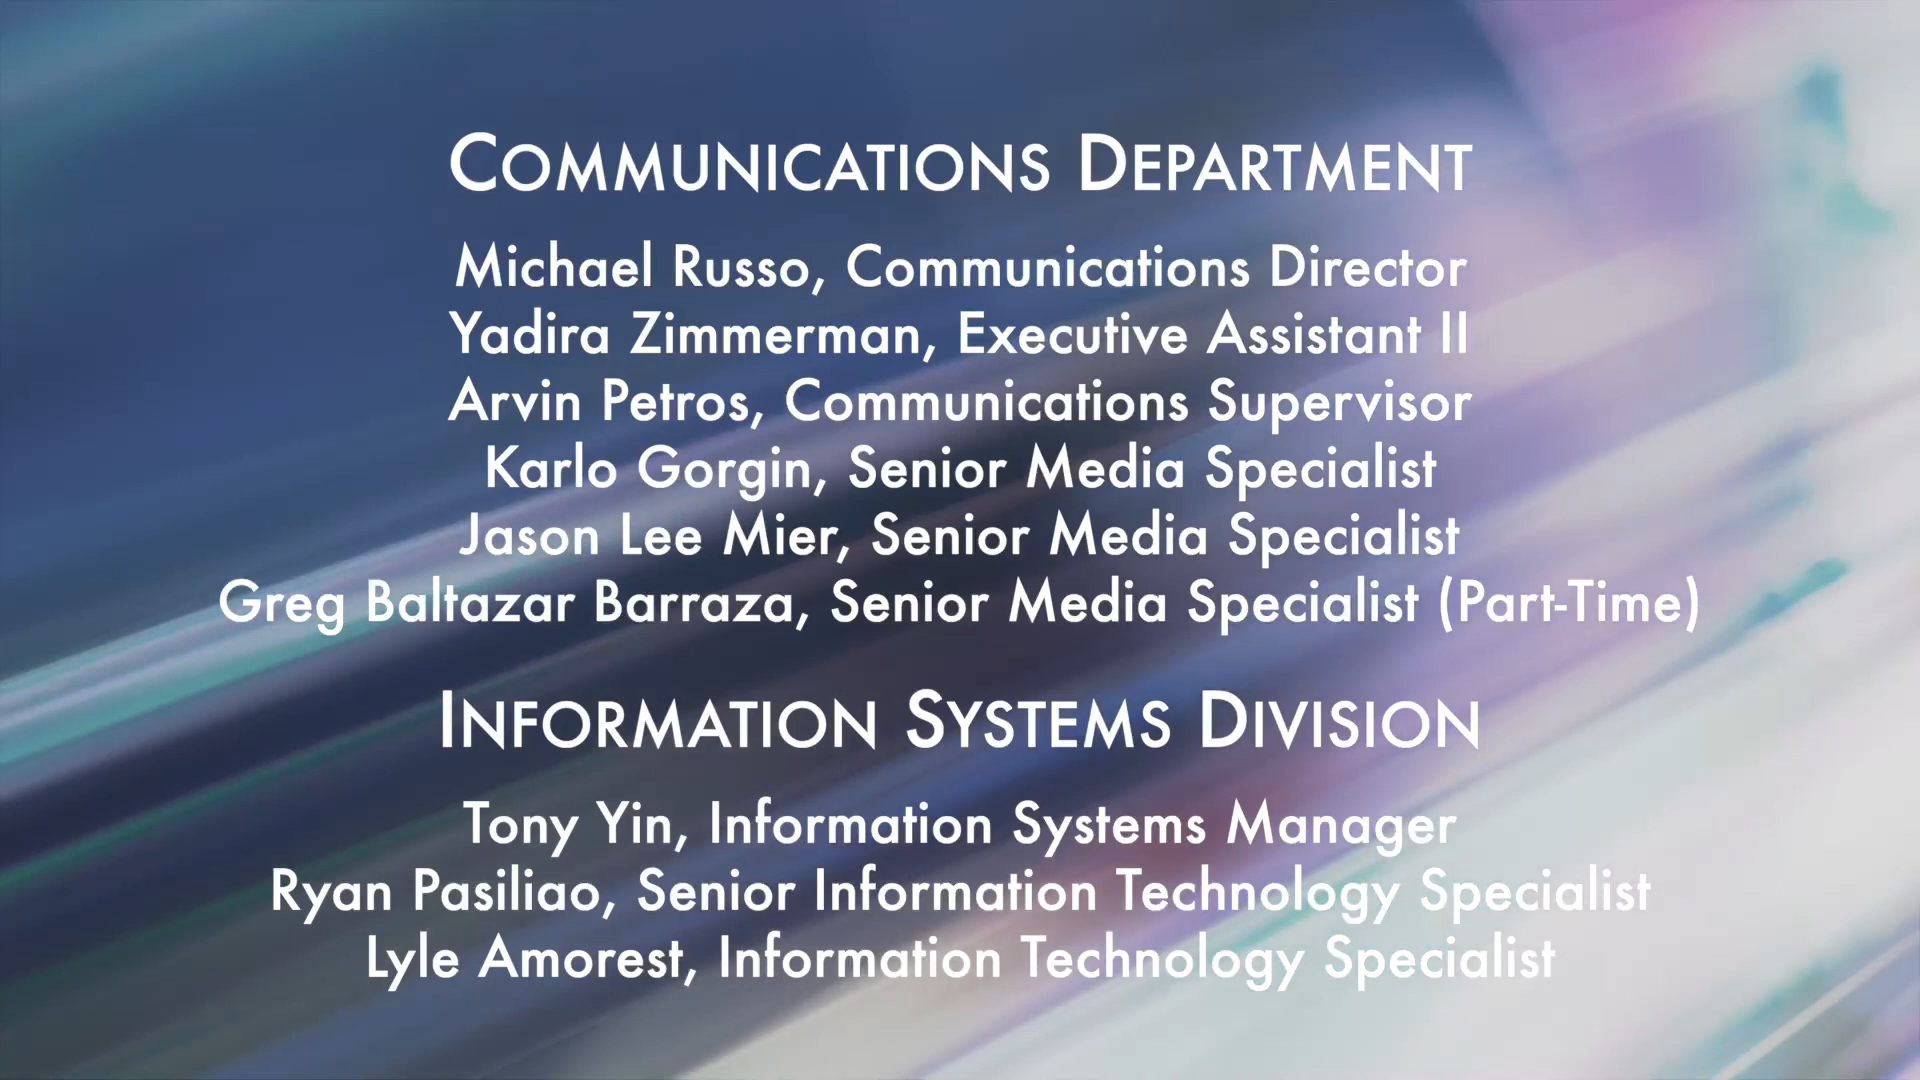 COMMUNICATIONS DEPARTMENT
Michael Russo, Communications Director
Yadira Zimmerman, Executive Assistant II
Arvin Petros, Communications Supervisor
Karlo Gorgin, Senior Media Specialist
Jason Lee Mier, Senior Media Specialist
Greg Baltazar Barraza, Senior Media Specialist (Part-Time)
INFORMATION SYSTEMS DIVISION
Tony Yin, Information Systems Manager
Ryan Pasiliao, Senior Information Technology Specialist
Lyle Amorest, Information Technology Specialist